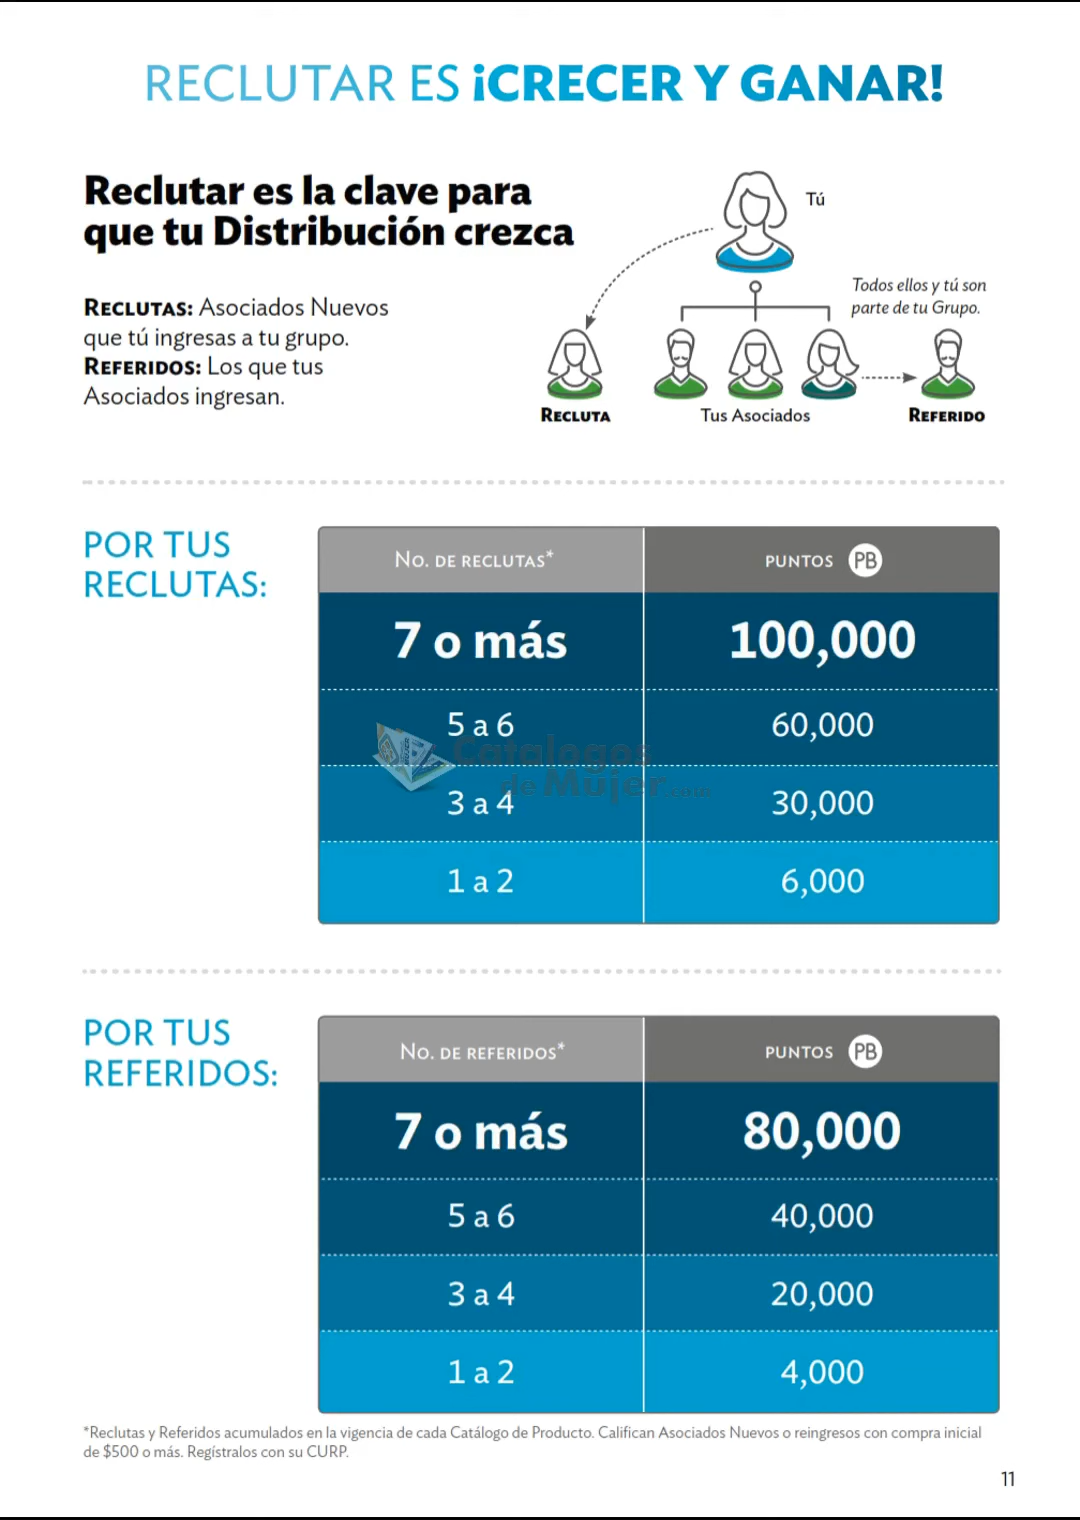 RECLUTAR ES ¡CRECER Y GANAR!
Reclutar es la clave para
que tu Distribución crezca
RECLUTAS: Asociados Nuevos
que tú ingresas a tu grupo.
REFERIDOS: Los que tus
Asociados ingresan.
Tú
Todos ellos y tú son
parte de tu Grupo.
RECLUTA
Tus Asociados
REFERIDO
POR TUS
RECLUTAS:
No. DE RECLUTAS*
PUNTOS PB
7 o más
100,000
5 a 6
60,000
Catalogos
de Mujer.com
3 a 4
30,000
1 a 2
6,000
POR TUS
REFERIDOS:
No. DE REFERIDOS*
PUNTOS PB
7 o más
80,000
5 a 6
40,000
3 a 4
20,000
1 a 2
4,000
*Reclutas y Referidos acumulados en la vigencia de cada Catálogo de Producto. Califican Asociados Nuevos o reingresos con compra inicial
de $500 o más. Regístralos con su CURP.
11